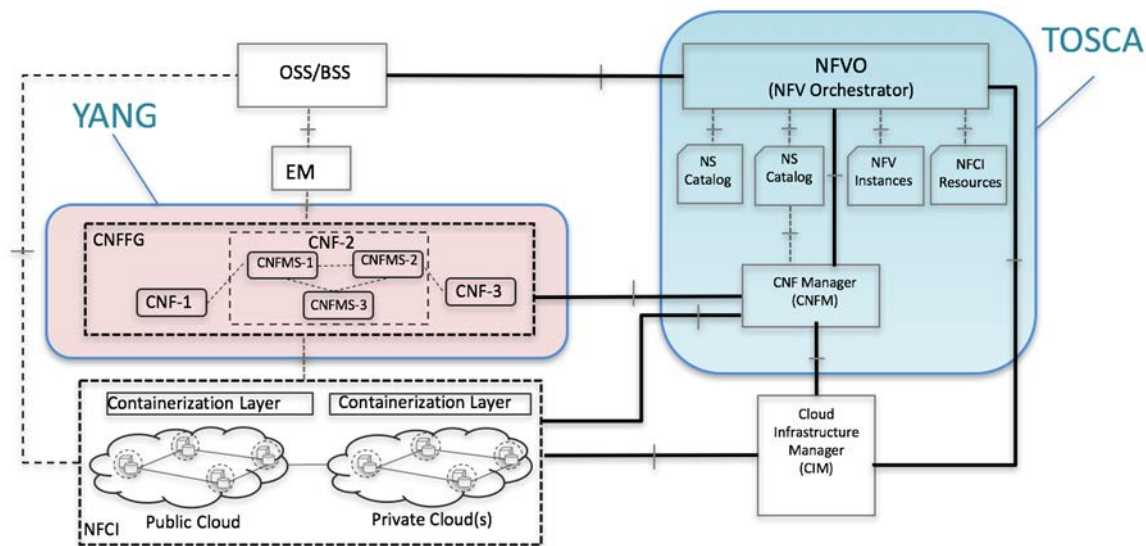 TOSCA
OSS/BSS
NFVO
(NFV Orchestrator)
YANG
EM
NS
Catalog
NS
Catalog
NFV
Instances
NFCI
Resources
CNFFG
CNF-2
CNFMS-1
CNFMS-2
CNF-1
CNFMS-3
CNF-3
CNF Manager
(CNFM)
Containerization Layer
Containerization Layer
Cloud
Infrastructure
Manager
(CIM)
Public Cloud
Private Cloud(s)
NFCI